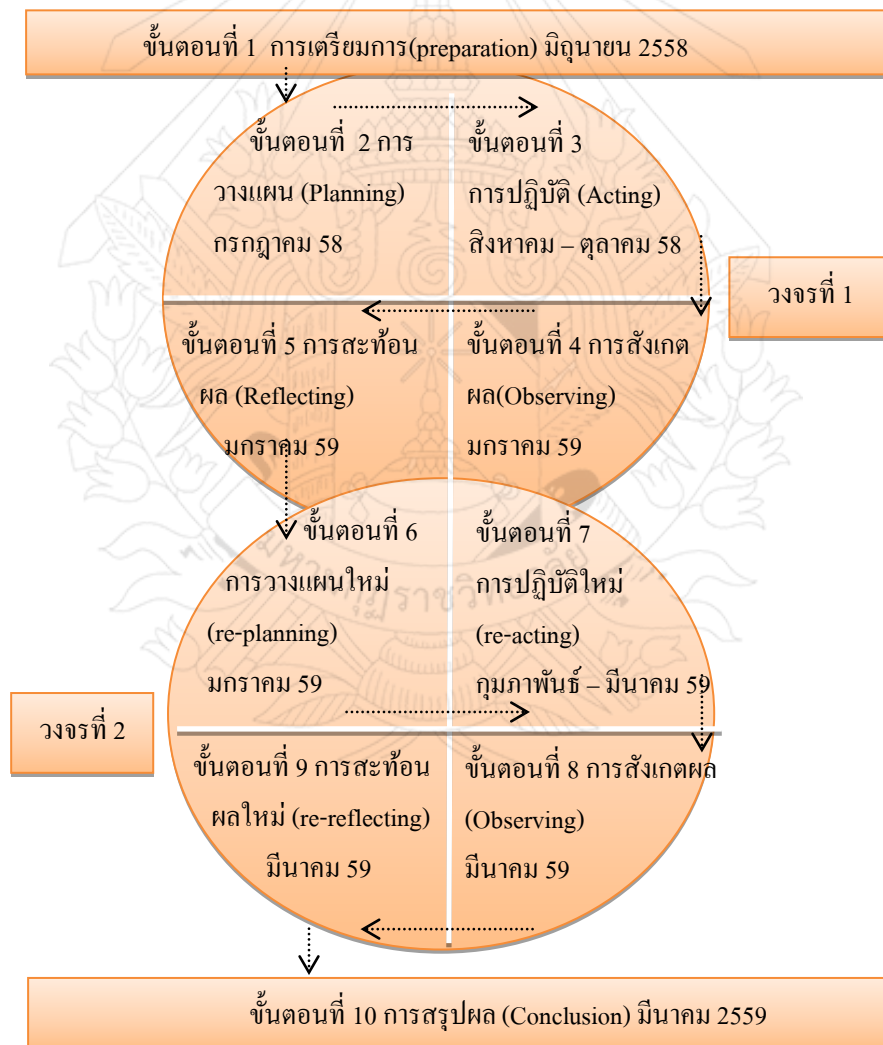 ขั้นตอนที่ 1 การเตรียมการ(preparation) มิถุนายน 2558
ขั้นตอนที่ 2 การ
วางแผน (Planning)
กรกฎาคม 58
ขั้นตอนที่ 3
การปฏิบัติ (Acting)
สิงหาคม – ตุลาคม 58
วงจรที่ 1
ขั้นตอนที่ 4 การสังเกต
ผล(Observing)
มกราคม 59
ขั้นตอนที่ 5 การสะท้อน
ผล (Reflecting)
มกราคม 59
ขั้นตอนที่ 6
การวางแผนใหม่
(re-planning)
มกราคม 59
ขั้นตอนที่ 7
การปฏิบัติใหม่
(re-acting)
กุมภาพันธ์ – มีนาคม 59
วงจรที่ 2
ขั้นตอนที่ 8 การสังเกตผล
(Observing)
มีนาคม 59
ขั้นตอนที่ 9 การสะท้อน
ผลใหม่ (re-reflecting)
มีนาคม 59
ขั้นตอนที่ 10 การสรุปผล (Conclusion) มีนาคม 2559